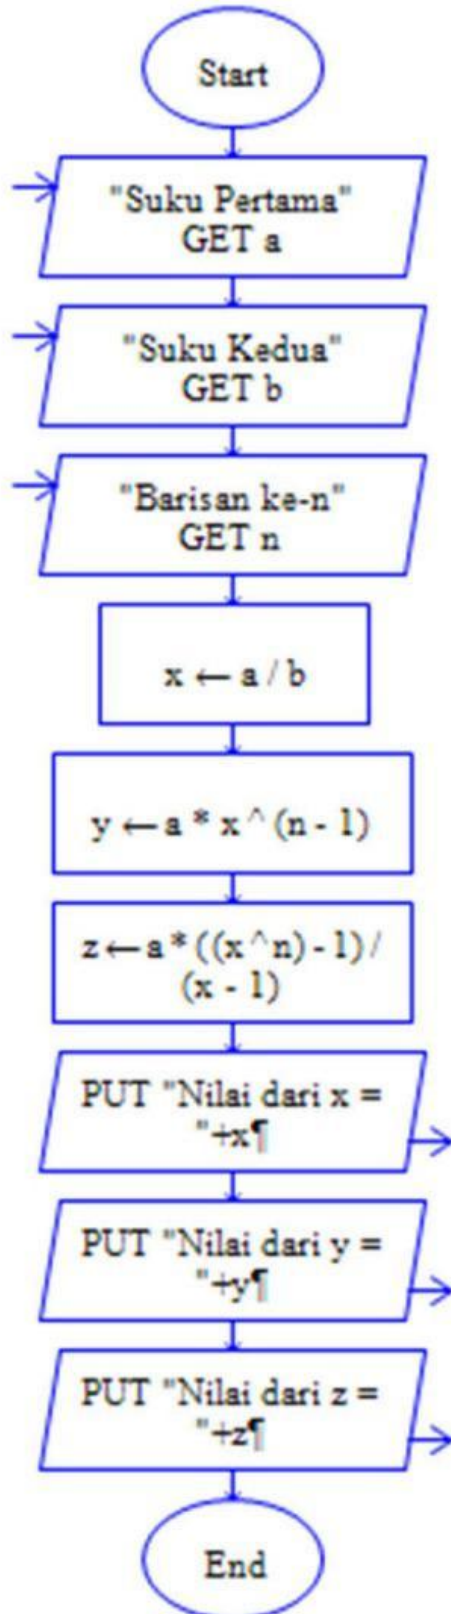 Start
"Suku Pertama"
GET a
"Suku Kedua"
GET b
"Barisan ke-n"
GET n
x ← a / b
y ← a * x ^ (n - 1)
z ← a * ((x ^ n) - 1) /
(x - 1)
PUT "Nilai dari x =
"+x¶
PUT "Nilai dari y =
"+y¶
PUT "Nilai dari z =
"+z¶
End